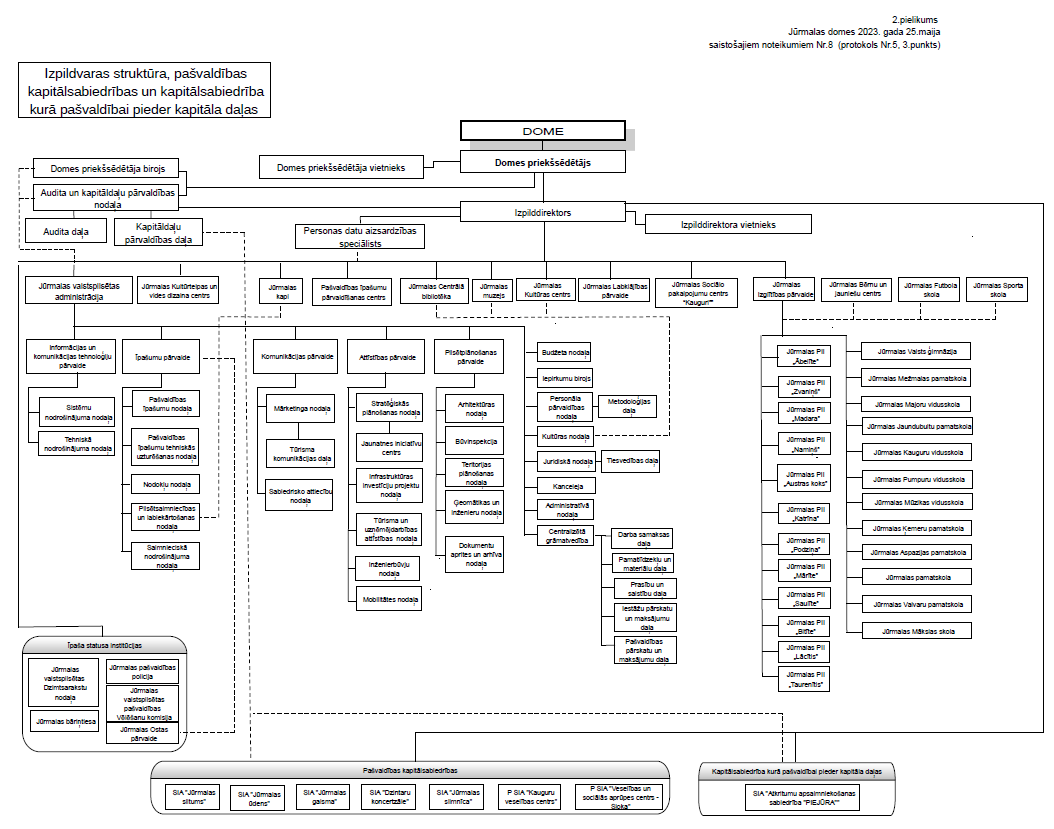 2.pielikums
Jūrmalas domes 2023. gada 25.maija
saistošajiem noteikumiem Nr.8 (protokols Nr.5, 3.punkts)
Izpildvaras struktūra, pašvaldības
kapitālsabiedrības un kapitālsabiedrība
kurā pašvaldībai pieder kapitāla daļas
DOME
Domes priekšsēdētājs
Domes priekšsēdētāja vietnieks
Domes priekšsēdētāja birojs
Audita un kapitāldaļu pārvaldības
nodaļa
Audita daļa
Kapitāldaļu
pārvaldības daļa
Izpilddirektors
Izpilddirektora vietnieks
Personas datu aizsardzības
speciālists
Jūrmalas valstspilsētas
administrācija
Jūrmalas Kultūrtelpas un
vides dizaina centrs
Jūrmalas
kapi
Pašvaldības īpašumu
pārvaldīšanas centrs
Jūrmalas Centrālā
bibliotēka
Jūrmalas
muzejs
Jūrmalas
Kultūras centrs
Jūrmalas Labklājības
pārvalde
Jūrmalas Sociālo
pakalpojumu centrs
"Kauguri""
Jūrmalas
Izglītības pārvalde
Jūrmalas Bērnu un
jauniešu centrs
Jūrmalas Futbola
skola
Jūrmalas Sporta
skola
Informācijas un
komunikācijas tehnoloģiju
pārvalde
Sistēmu
nodrošinājuma nodaļa
Tehniskā
nodrošinājuma nodaļa
Īpašumu pārvalde
Pašvaldības
īpašumu nodaļa
Pašvaldības
īpašumu tehniskās
uzturēšanas nodaļa
Nodokļu nodaļa
Pilsētsaimniecības
un labiekārtošanas
nodaļa
Saimnieciskā
nodrošinājuma
nodaļa
Komunikācijas pārvalde
Mārketinga nodaļa
Tūrisma
komunikācijas daļa
Sabiedrisko attiecību
nodaļa
Attīstības pārvalde
Stratēģiskās
plānošanas nodaļa
Jaunatnes iniciatīvu
centrs
Infrastruktūras
investīciju projektu
nodaļa
Tūrisma un
uzņēmējdarbības
attīstības nodaļa
Inženierbūvju
nodaļa
Mobilitātes nodaļa
Pilsētplānošanas
pārvalde
Arhitektūras
nodaļa
Būvinspekcija
Teritorijas
plānošanas
nodaļa
Ģeomātikas un
inženieru nodaļa
Dokumentu
aprites un arhīva
nodaļa
Budžeta nodaļa
Iepirkumu birojs
Personāla
pārvaldības
nodaļa
Metodoloģijas
daļa
Kultūras nodaļa
Juridiskā nodaļa
Tiesvedības daļa
Kanceleja
Administratīvā
nodaļa
Centralizētā
grāmatvedība
Darba samaksas
daļa
Pamatlīdzekļu un
materiālu daļa
Prasību un
saistību daļa
Iestāžu pārskatu
un maksājumu
daļa
Pašvaldības
pārskatu un
maksājumu daļa
Jūrmalas PII
„Ābelīte"
Jūrmalas PII
„Zvaniņš"
Jūrmalas PII
"Madara"
Jūrmalas PII
„Namiņš"
Jūrmalas PII
"Austras koks"
Jūrmalas PII
„Katrīna"
Jūrmalas PII
„Podziņa"
Jūrmalas PII
„Mārīte"
Jūrmalas PII
„Saulīte"
Jūrmalas PII
„Bitīte"
Jūrmalas PII
„Lācītis"
Jūrmalas PII
„Taurenītis"
Jūrmalas Valsts ģimnāzija
Jūrmalas Mežmalas pamatskola
Jūrmalas Majoru vidusskola
Jūrmalas Jaundubultu pamatskola
Jūrmalas Kauguru vidusskola
Jūrmalas Pumpuru vidusskola
Jūrmalas Mūzikas vidusskola
Jūrmalas Ķemeru pamatskola
Jūrmalas Aspazijas pamatskola
Jūrmalas pamatskola
Jūrmalas Vaivaru pamatskola
Jūrmalas Mākslas skola
Īpaša statusa institūcijas
Jūrmalas
valstspilsētas
Dzimtsarakstu
nodaļa
Jūrmalas bāriņtiesa
Jūrmalas pašvaldības
policija
Jūrmalas
valstspilsētas
pašvaldības
Vēlēšanu komisija
Jūrmalas Ostas
pārvalde
Pašvaldības kapitālsabiedrības
SIA "Jūrmalas
siltums"
SIA "Jūrmalas
ūdens"
SIA "Jūrmalas
gaisma"
SIA "Dzintaru
koncertzāle"
SIA "Jūrmalas
slimnīca"
P SIA "Kauguru
veselības centrs"
P SIA "Veselības un
sociālās aprūpes centrs -
Sloka"
Kapitālsabiedrība kurā pašvaldībai pieder kapitāla daļas
SIA "Atkritumu apsaimniekošanas
sabiedrība "PIEJŪRA""